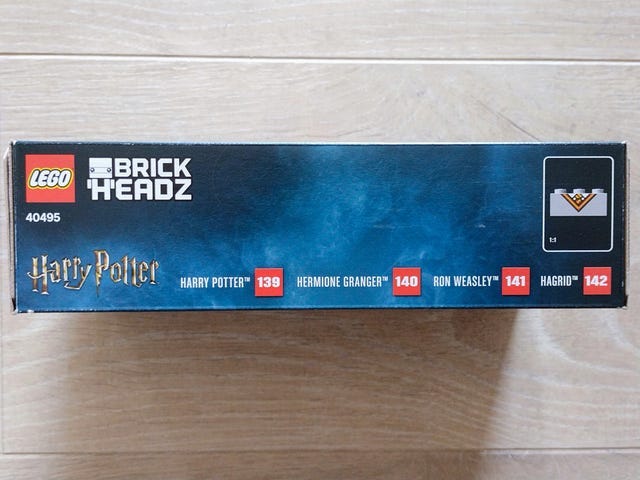 LEGO
BRICK
HEADZ
40495
Harry Potter
HARRY POTTER™ 139
HERMIONE GRANGER™ 140
RON WEASLEY™ 141
HAGRID™ 142
1:1